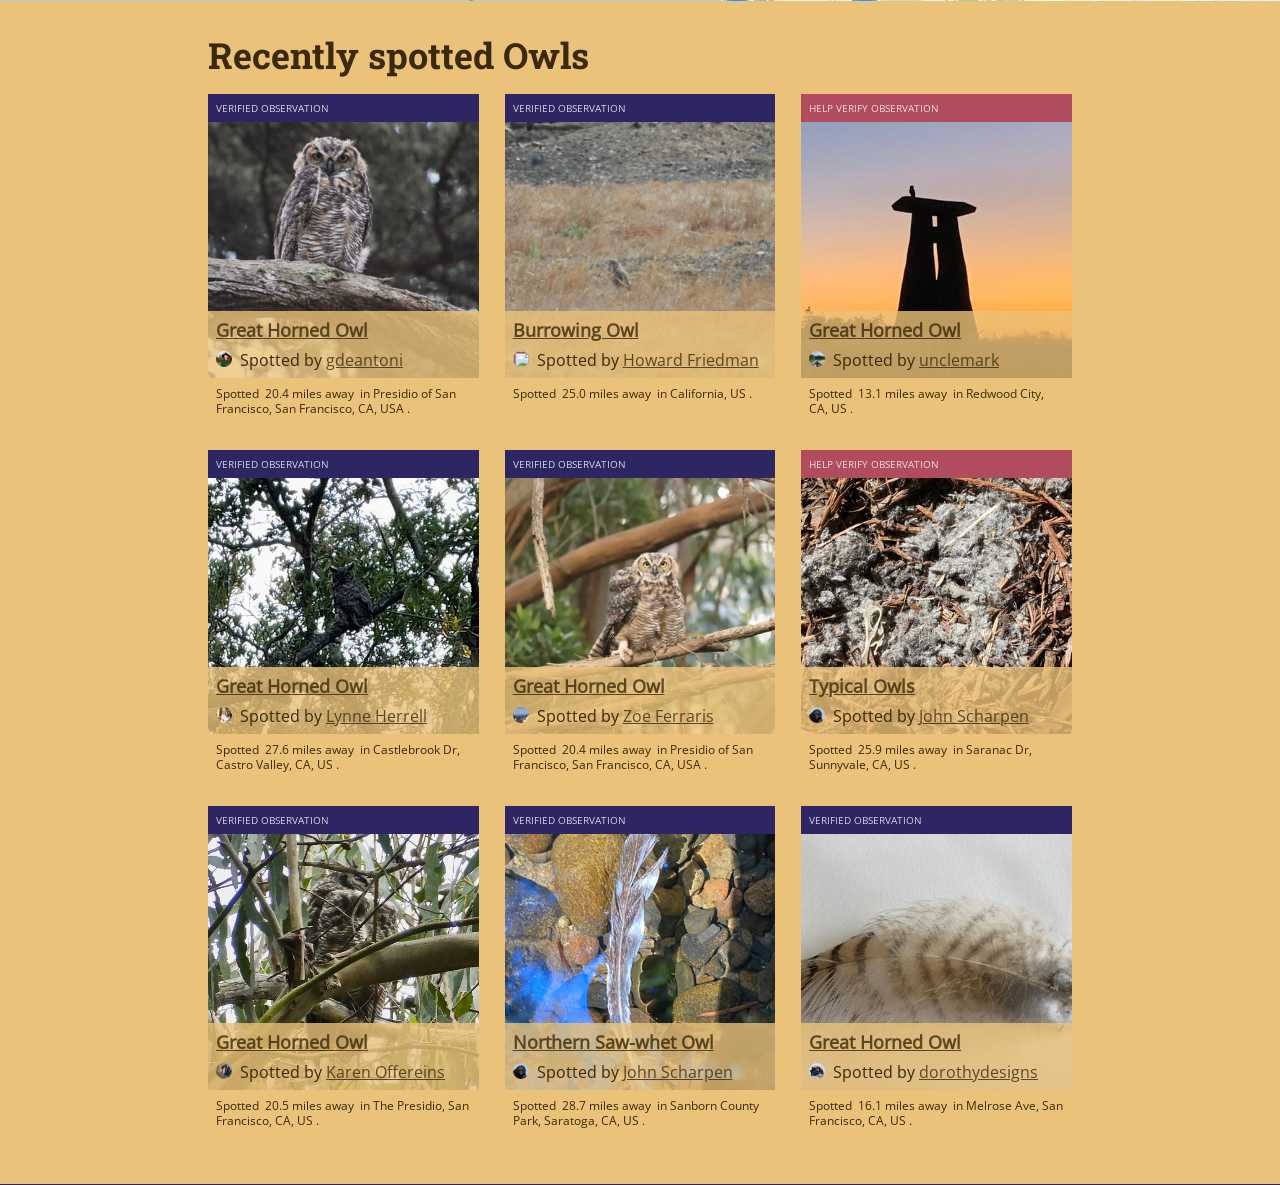 Recently spotted Owls
VERIFIED OBSERVATION
Great Horned Owl
Spotted by gdeantoni
Spotted 20.4 miles away in Presidio of San
Francisco, San Francisco, CA, USA .
VERIFIED OBSERVATION
Burrowing Owl
Spotted by Howard Friedman
Spotted 25.0 miles away in California, US .
HELP VERIFY OBSERVATION
Great Horned Owl
Spotted by unclemark
Spotted 13.1 miles away in Redwood City,
CA, US .
VERIFIED OBSERVATION
Great Horned Owl
Spotted by Lynne Herrell
Spotted 27.6 miles away in Castlebrook Dr,
Castro Valley, CA, US .
VERIFIED OBSERVATION
Great Horned Owl
Spotted by Zoe Ferraris
Spotted 20.4 miles away in Presidio of San
Francisco, San Francisco, CA, USA .
HELP VERIFY OBSERVATION
Typical Owls
Spotted by John Scharpen
Spotted 25.9 miles away in Saranac Dr,
Sunnyvale, CA, US .
VERIFIED OBSERVATION
Great Horned Owl
Spotted by Karen Offereins
Spotted 20.5 miles away in The Presidio, San
Francisco, CA, US .
VERIFIED OBSERVATION
Northern Saw-whet Owl
Spotted by John Scharpen
Spotted 28.7 miles away in Sanborn County
Park, Saratoga, CA, US .
VERIFIED OBSERVATION
Great Horned Owl
Spotted by dorothydesigns
Spotted 16.1 miles away in Melrose Ave, San
Francisco, CA, US .